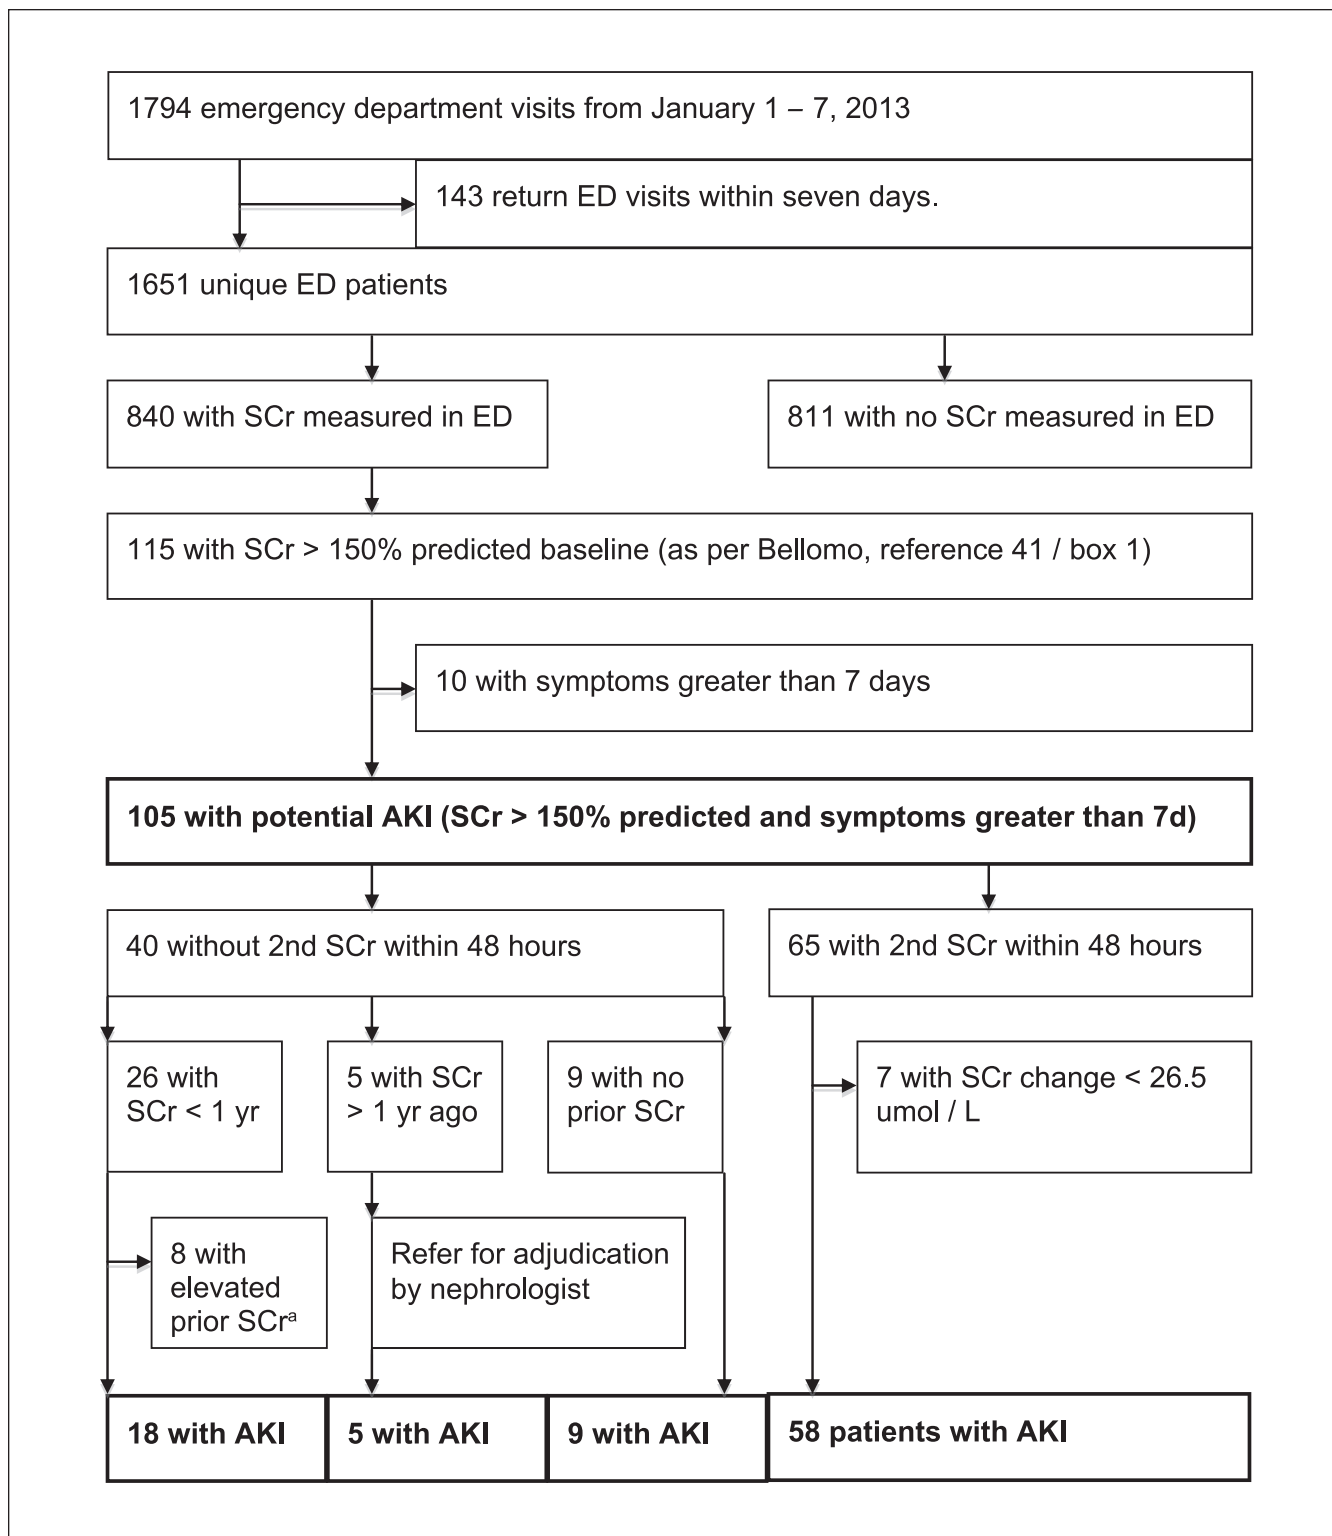 1794 emergency department visits from January 1 – 7, 2013
143 return ED visits within seven days.
1651 unique ED patients
840 with SCr measured in ED
811 with no SCr measured in ED
115 with SCr > 150% predicted baseline (as per Bellomo, reference 41 / box 1)
10 with symptoms greater than 7 days
105 with potential AKI (SCr > 150% predicted and symptoms greater than 7d)
40 without 2nd SCr within 48 hours
65 with 2nd SCr within 48 hours
26 with
SCr < 1 yr
5 with SCr
> 1 yr ago
9 with no
prior SCr
7 with SCr change < 26.5
umol / L
8 with
elevated
prior SCrᵃ
Refer for adjudication
by nephrologist
18 with AKI
5 with AKI
9 with AKI
58 patients with AKI